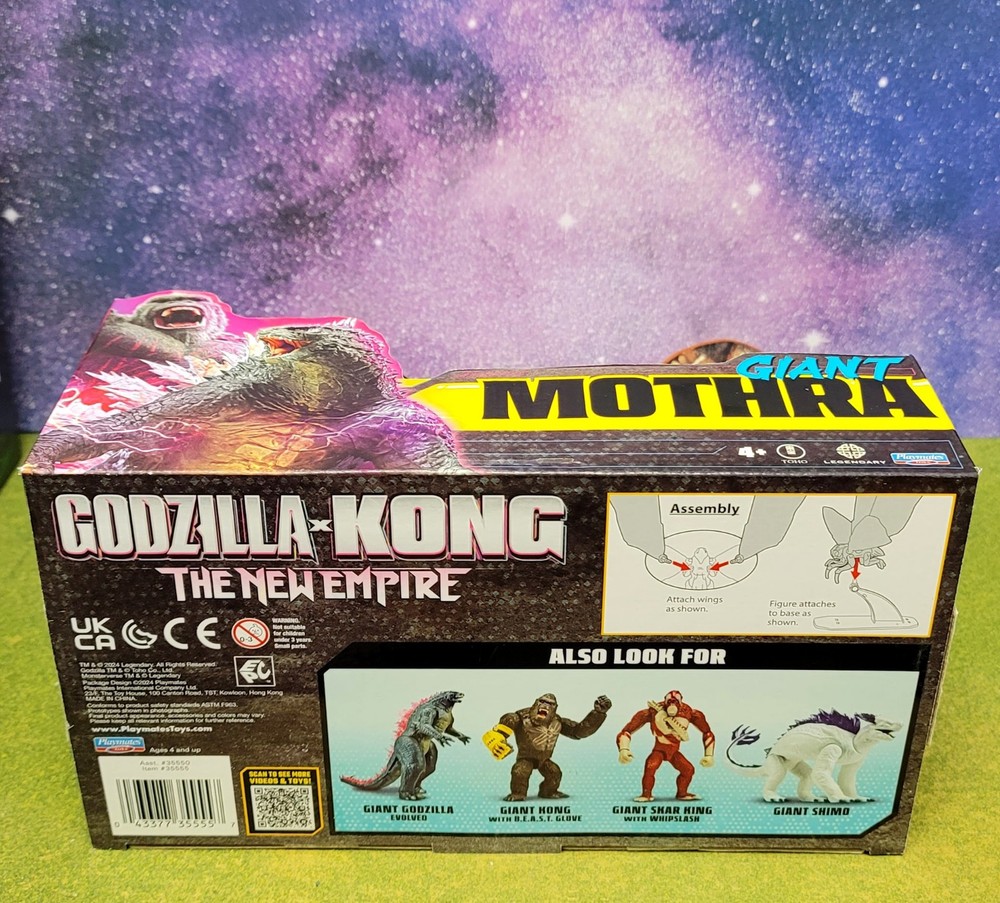 GIANT
MOTHRA
4+
TOHO
LEGENDARY
Playmates
GODZILLA x KONG
THE NEW EMPIRE
Assembly
Attach wings
as shown.
Figure attaches
to base as
shown.
UK
CA
CE
0-3
WARNING:
Not suitable
for children
under 3 years.
Small parts.
EC
TM & © 2024 Legendary. All Rights Reserved.
Godzilla TM & © Toho Co., Ltd.
Monsterverse TM & © Legendary
Package Design ©2024 Playmates
Playmates International Company Ltd.
23/F, The Toy House, 100 Canton Road, TST, Kowloon, Hong Kong
MADE IN CHINA.
Conforms to product safety standards ASTM F963.
Prototypes shown in photographs.
Final product appearance, accessories and colors may vary.
Please keep all relevant information for further reference.
www.PlaymatesToys.com
Playmates
Ages 4 and up
Asst. #35550
Item #35555
0 43377 35555 7
SCAN TO SEE MORE
VIDEOS & TOYS!
ALSO LOOK FOR
GIANT GODZILLA
EVOLVED
GIANT KONG
WITH B.E.A.S.T. GLOVE
GIANT SKAR KING
WITH WHIPSLASH
GIANT SHIMO